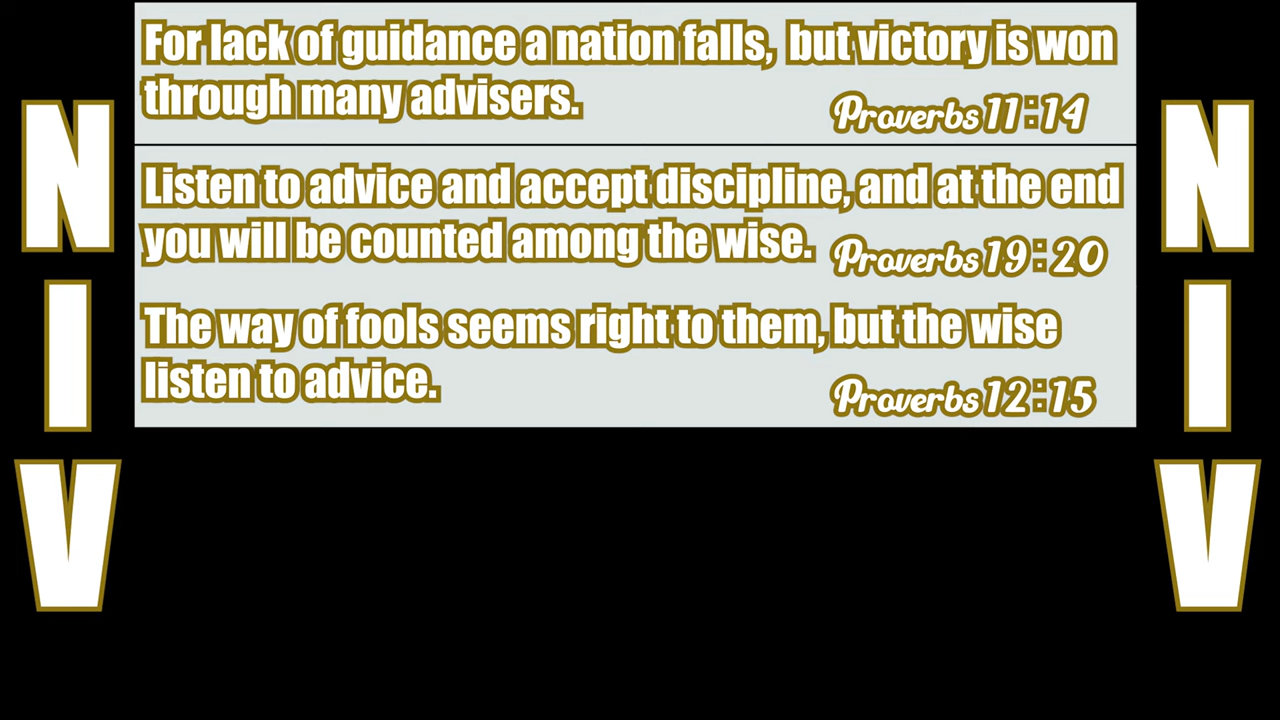 For lack of guidance a nation falls, but victory is won
through many advisers.
Proverbs 11:14
Listen to advice and accept discipline, and at the end
you will be counted among the wise.
Proverbs 19:20
The way of fools seems right to them, but the wise
listen to advice.
Proverbs 12:15
NIV
NIV